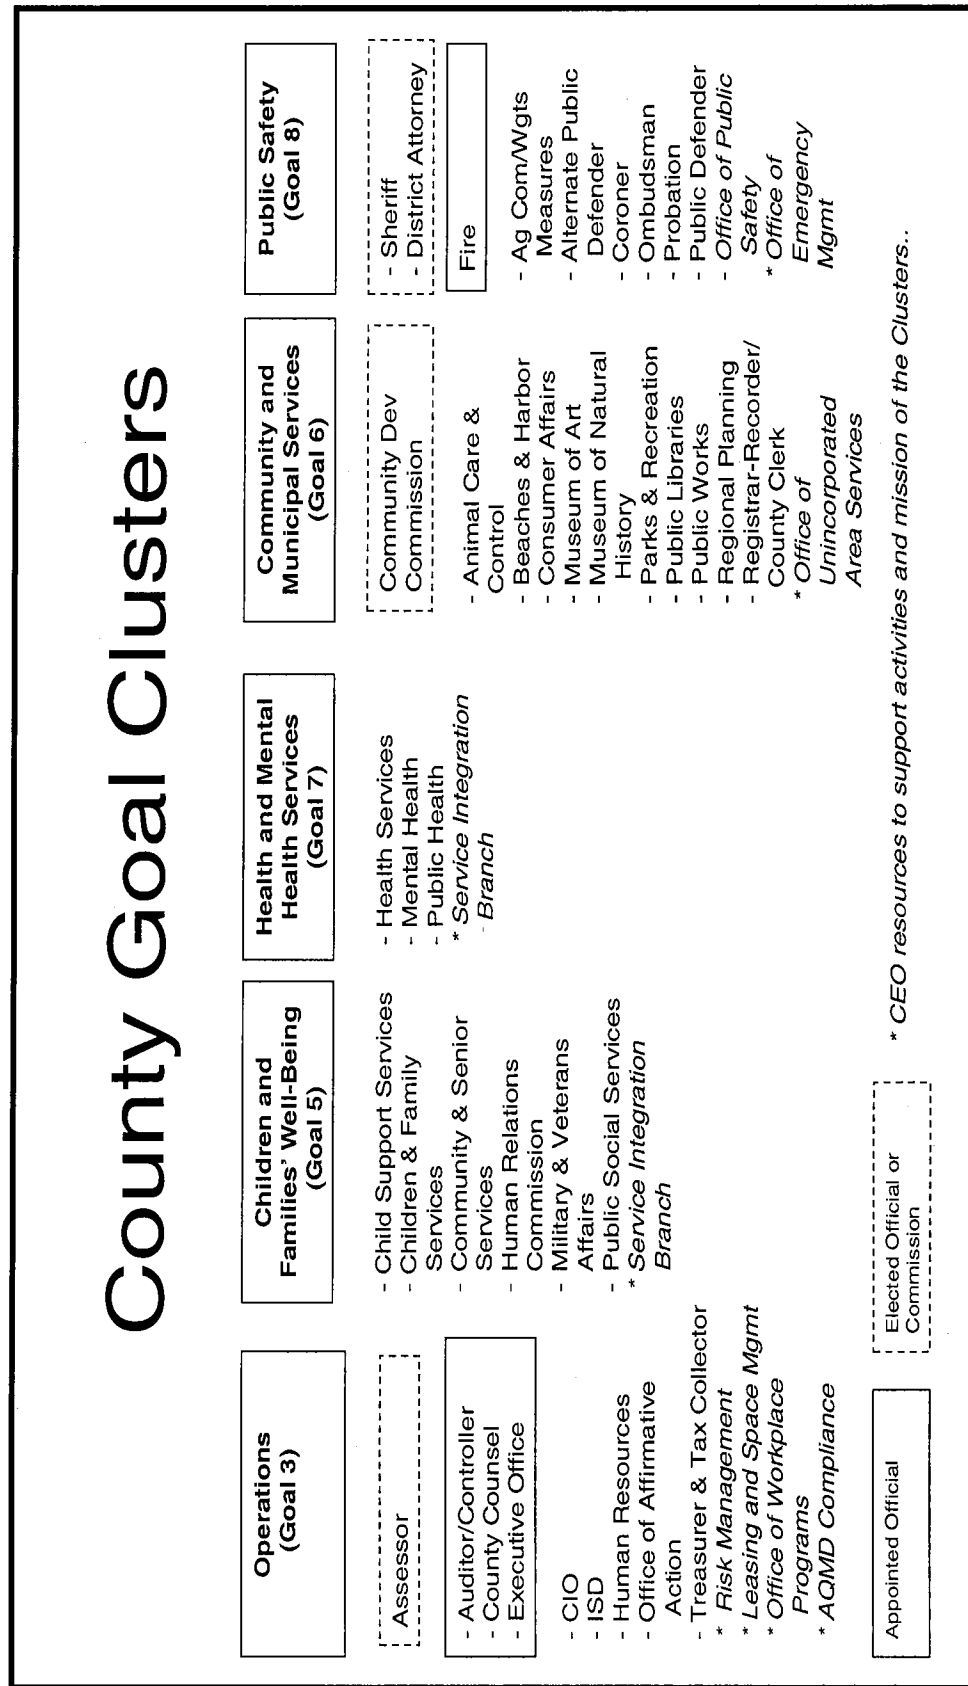 County Goal Clusters
Operations
(Goal 3)
Assessor
- Auditor/Controller
- County Counsel
- Executive Office
- CIO
- ISD
- Human Resources
- Office of Affirmative
Action
- Treasurer & Tax Collector
* Risk Management
* Leasing and Space Mgmt
* Office of Workplace
Programs
* AQMD Compliance
Children and
Families' Well-Being
(Goal 5)
- Child Support Services
- Children & Family
Services
- Community & Senior
Services
- Human Relations
Commission
- Military & Veterans
Affairs
- Public Social Services
* Service Integration
Branch
Health and Mental
Health Services
(Goal 7)
- Health Services
- Mental Health
- Public Health
* Service Integration
Branch
Community and
Municipal Services
(Goal 6)
Community Dev
Commission
- Animal Care &
Control
- Beaches & Harbor
- Consumer Affairs
- Museum of Art
- Museum of Natural
History
- Parks & Recreation
- Public Libraries
- Public Works
- Regional Planning
- Registrar-Recorder/
County Clerk
* Office of
Unincorporated
Area Services
Public Safety
(Goal 8)
- Sheriff
- District Attorney
Fire
- Ag Com/Wgts
Measures
- Alternate Public
Defender
- Coroner
- Ombudsman
- Probation
- Public Defender
- Office of Public
Safety
* Office of
Emergency
Mgmt
Appointed Official
Elected Official or
Commission
* CEO resources to support activities and mission of the Clusters..